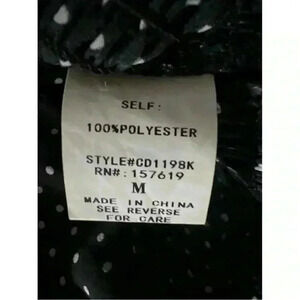 SELF:
100%POLYESTER
STYLE#CD1198K
RN#:157619
M
MADE IN CHINA
SEE REVERSE
FOR CARE